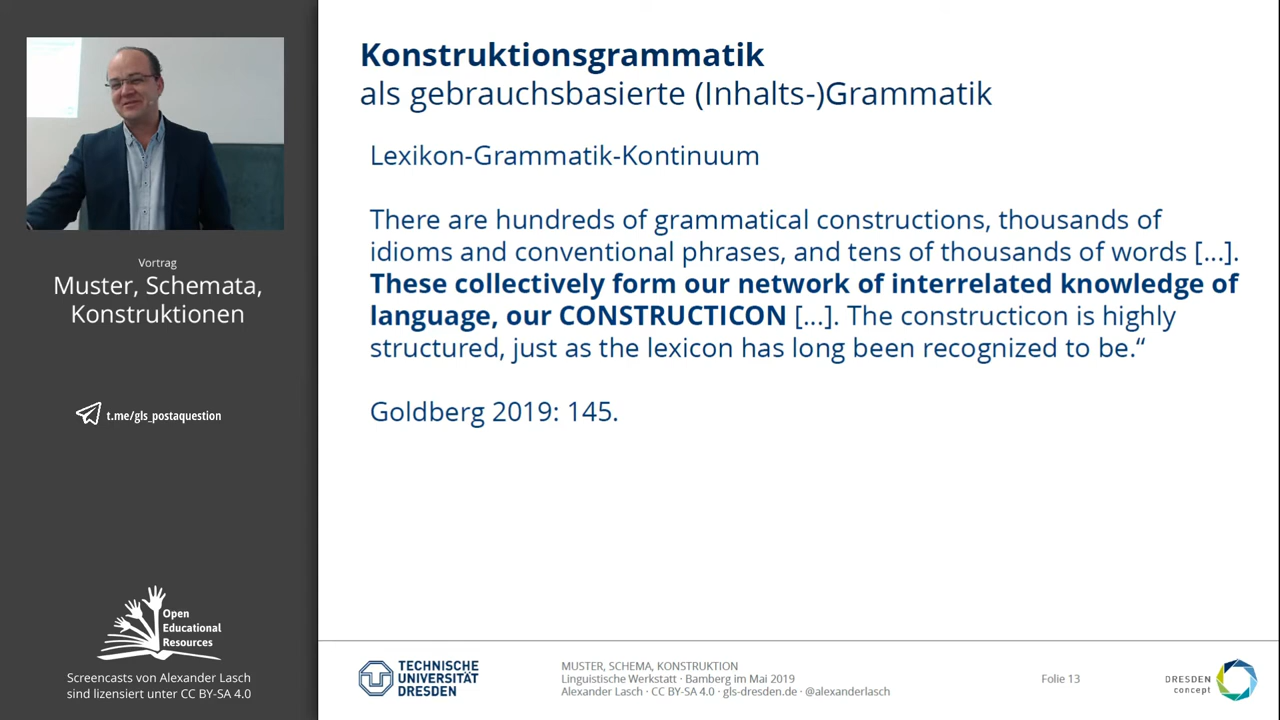 Konstruktionsgrammatik
als gebrauchsbasierte (Inhalts-)Grammatik
Lexikon-Grammatik-Kontinuum
There are hundreds of grammatical constructions, thousands of
idioms and conventional phrases, and tens of thousands of words [...].
These collectively form our network of interrelated knowledge of
language, our CONSTRUCTICON [...]. The constructicon is highly
structured, just as the lexicon has long been recognized to be.“
Goldberg 2019: 145.
Vortrag
Muster, Schemata,
Konstruktionen
t.me/gls_postaquestion
Open
Educational
Resources
Screencasts von Alexander Lasch
sind lizensiert unter CC BY-SA 4.0
TECHNISCHE
UNIVERSITÄT
DRESDEN
MUSTER, SCHEMA, KONSTRUKTION
Linguistische Werkstatt · Bamberg im Mai 2019
Alexander Lasch · CC BY-SA 4.0 · gls-dresden.de · @alexanderlasch
Folie 13
DRESDEN
concept